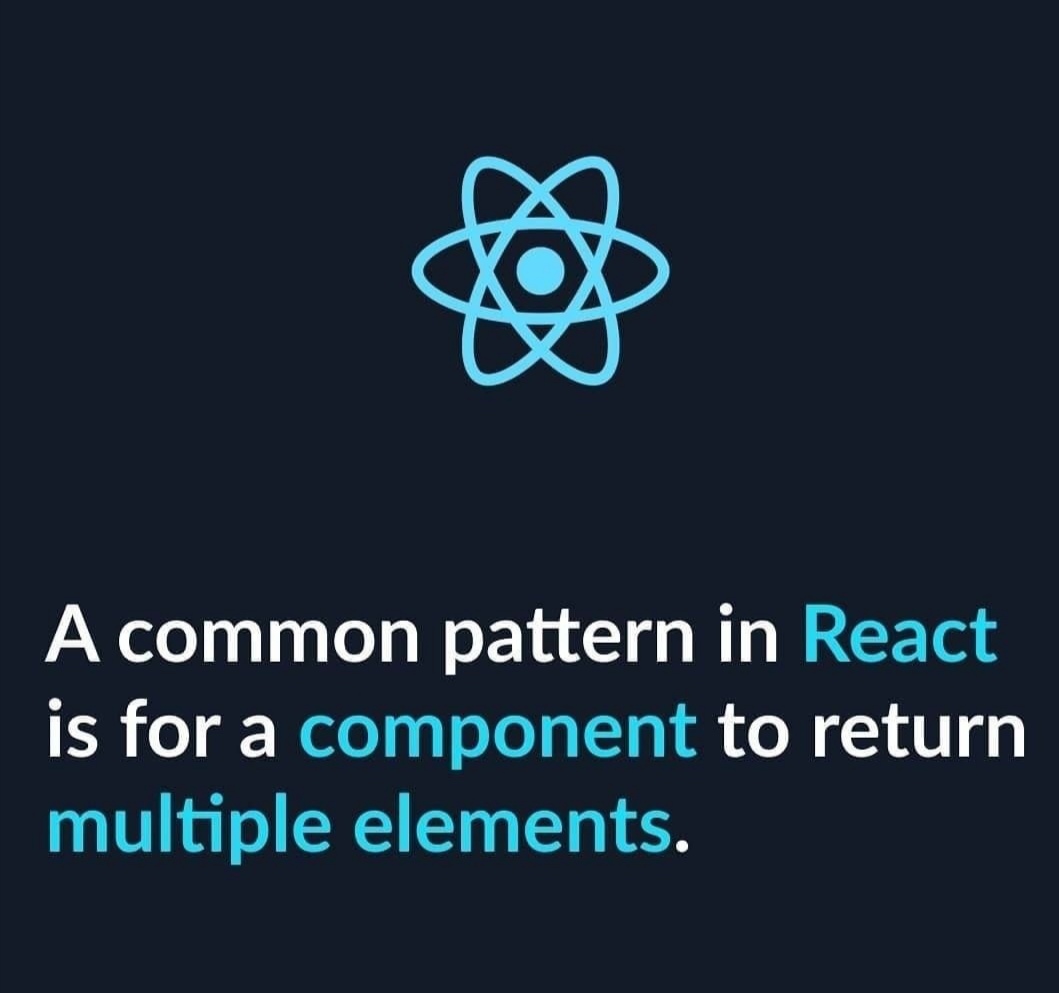 A common pattern in React
is for a component to return
multiple elements.